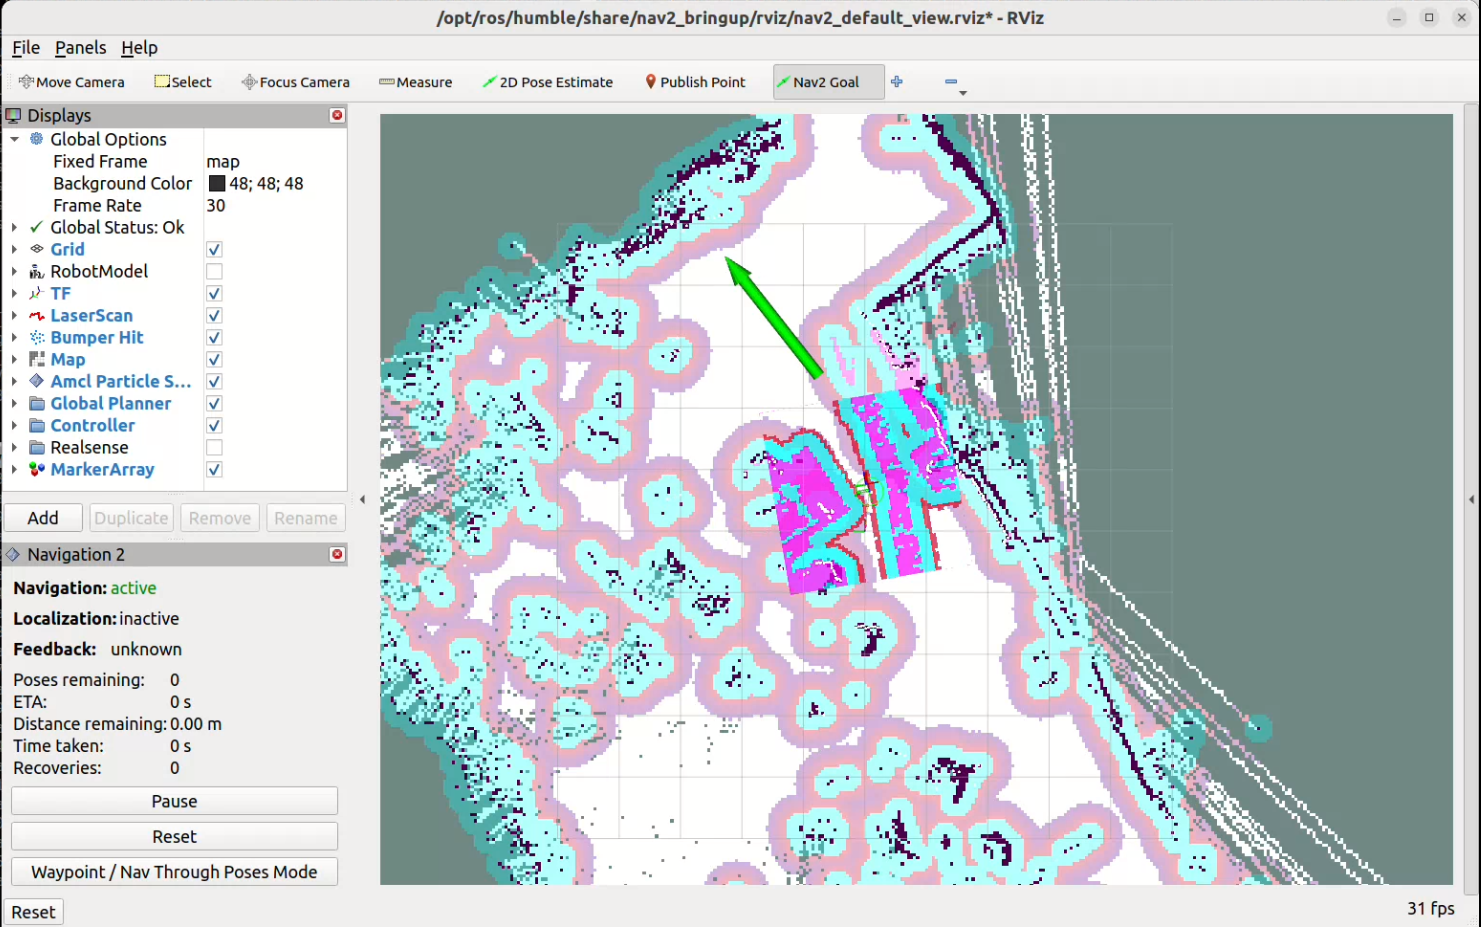 /opt/ros/humble/share/nav2_bringup/rviz/nav2_default_view.rviz* - RViz
File Panels Help
Move Camera Select Focus Camera Measure 2D Pose Estimate Publish Point Nav2 Goal
Displays
Global Options
Fixed Frame map
Background Color 48; 48; 48
Frame Rate 30
Global Status: Ok
Grid
RobotModel
TF
LaserScan
Bumper Hit
Map
Amcl Particle S...
Global Planner
Controller
Realsense
MarkerArray
Add Duplicate Remove Rename
Navigation 2
Navigation: active
Localization: inactive
Feedback: unknown
Poses remaining: 0
ETA: 0 s
Distance remaining: 0.00 m
Time taken: 0 s
Recoveries: 0
Pause
Reset
Waypoint / Nav Through Poses Mode
Reset 31 fps